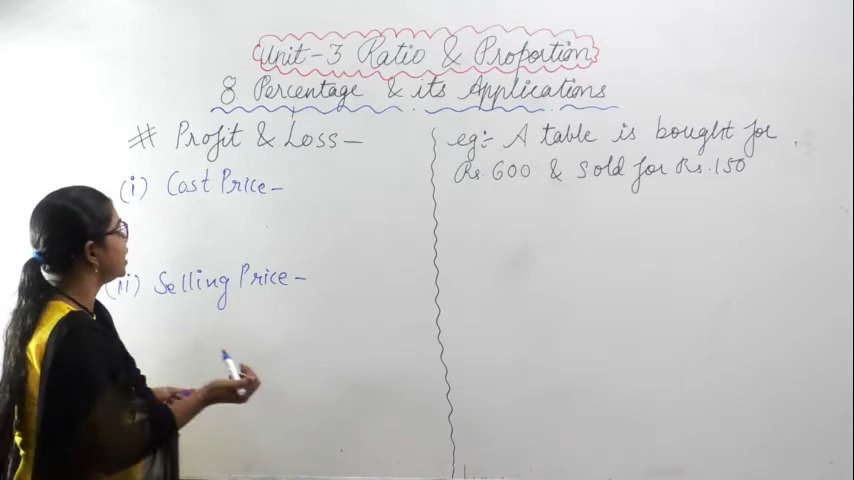 Unit-3 Ratio & Proportion
8 Percentage & its Applications
# Profit & Loss -
(i) Cost Price -
(ii) Selling Price -
eg:- A table is bought for
Rs. 600 & sold for Rs. 150